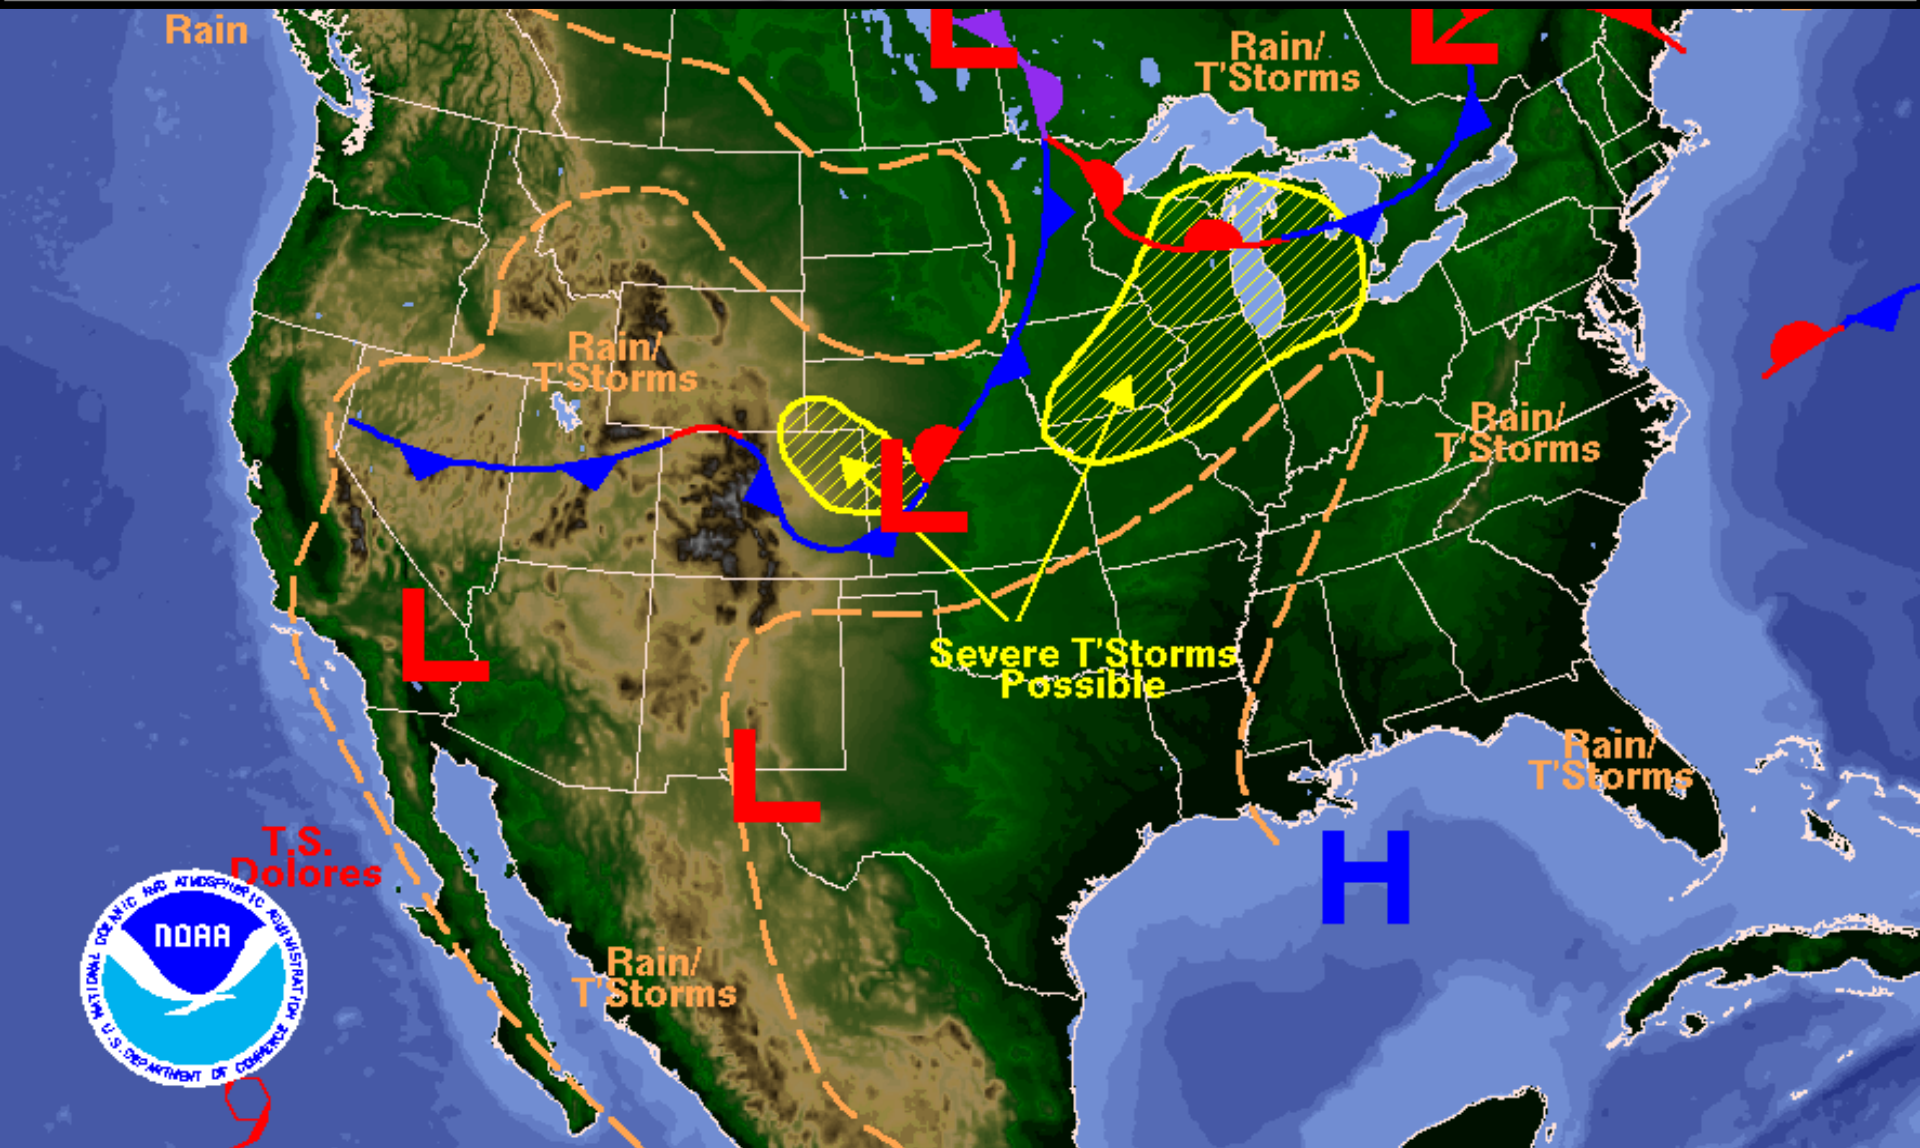 Rain
Rain/
T'Storms
Rain/
T'Storms
Rain/
T'Storms
Severe T'Storms
Possible
Rain/
T'Storms
T.S.
Dolores
Rain/
T'Storms
L
L
L
L
L
H
NOAA
NATIONAL OCEANIC AND ATMOSPHERIC ADMINISTRATION
U.S. DEPARTMENT OF COMMERCE